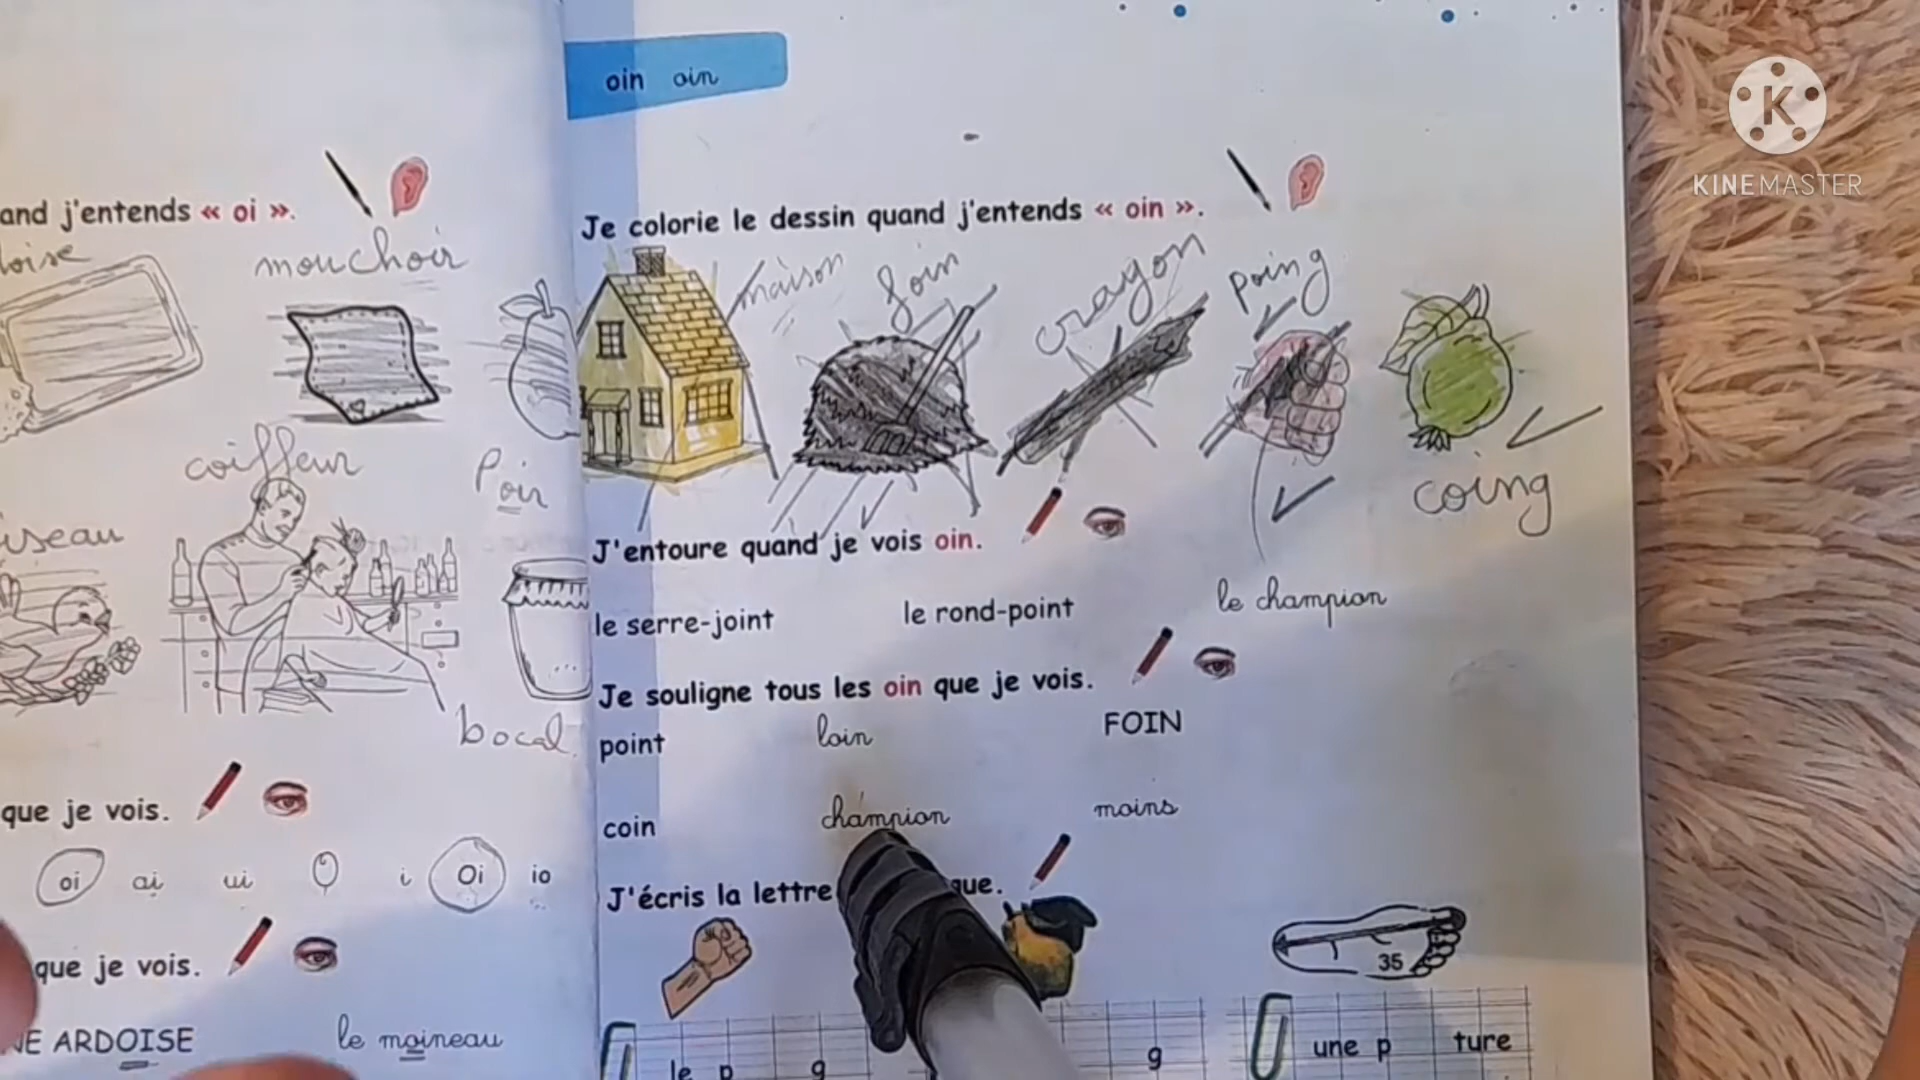 and j'entends « oi ».
mouchoir
coiffeur
Poir
bocal
que je vois.
oi ai ui O i Oi io
que je vois.
ARDOISE le moineau
oin oin
Je colorie le dessin quand j'entends « oin ».
maison foin crayon poing
coing
J'entoure quand je vois oin.
le serre-joint le rond-point le champion
Je souligne tous les oin que je vois.
point loin FOIN
coin champion moins
J'écris la lettre que.
35
le p g g une p ture
KINEMASTER